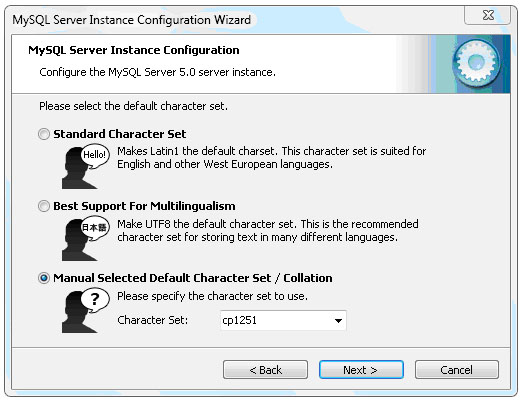 MySQL Server Instance Configuration Wizard
MySQL Server Instance Configuration
Configure the MySQL Server 5.0 server instance.
Please select the default character set.
Standard Character Set
Hello!
Makes Latin1 the default charset. This character set is suited for
English and other West European languages.
Best Support For Multilingualism
日本語
Make UTF8 the default character set. This is the recommended
character set for storing text in many different languages.
Manual Selected Default Character Set / Collation
?
Please specify the character set to use.
Character Set: cp1251
< Back Next > Cancel